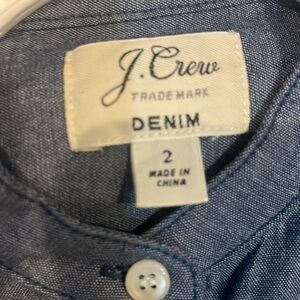 J.Crew
TRADEMARK
DENIM
2
MADE IN
CHINA